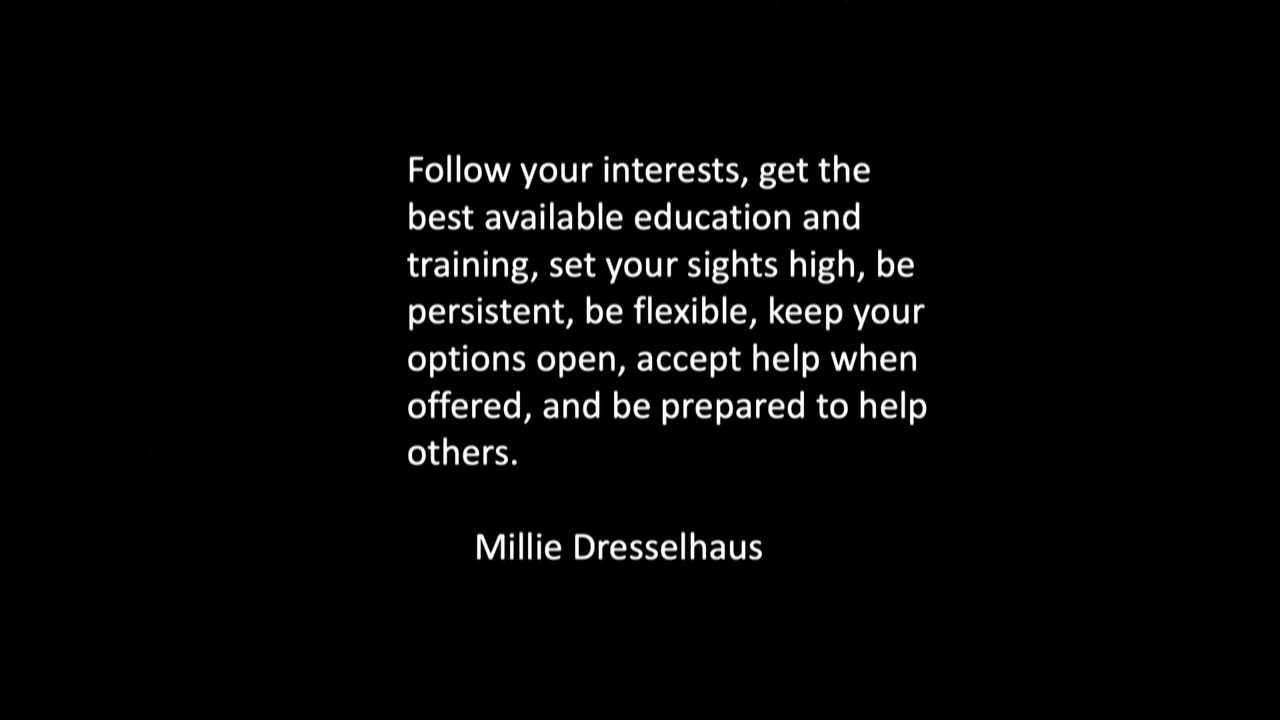 Follow your interests, get the
best available education and
training, set your sights high, be
persistent, be flexible, keep your
options open, accept help when
offered, and be prepared to help
others.
Millie Dresselhaus